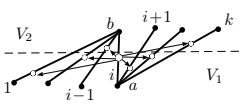 V₂ b i+1 k
i
1 i−1 a V₁